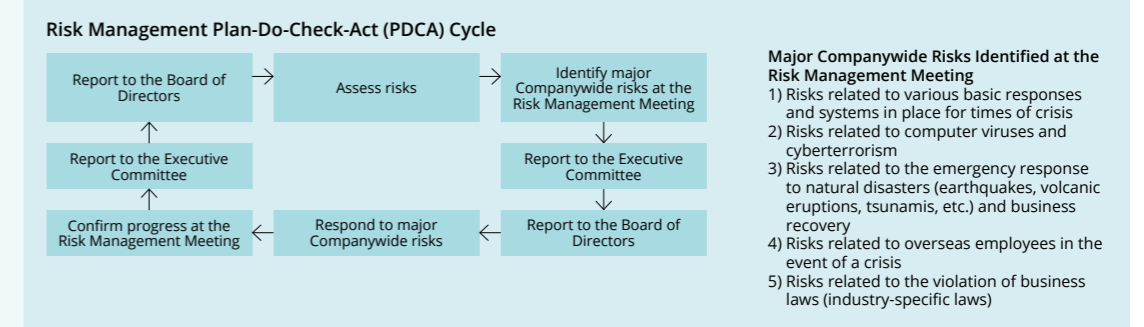 Risk Management Plan-Do-Check-Act (PDCA) Cycle
Report to the Board of
Directors
Assess risks
Identify major
Companywide risks at the
Risk Management Meeting
Report to the Executive
Committee
Report to the Executive
Committee
Confirm progress at the
Risk Management Meeting
Respond to major
Companywide risks
Report to the Board of
Directors
Major Companywide Risks Identified at the
Risk Management Meeting
1) Risks related to various basic responses
and systems in place for times of crisis
2) Risks related to computer viruses and
cyberterrorism
3) Risks related to the emergency response
to natural disasters (earthquakes, volcanic
eruptions, tsunamis, etc.) and business
recovery
4) Risks related to overseas employees in the
event of a crisis
5) Risks related to the violation of business
laws (industry-specific laws)